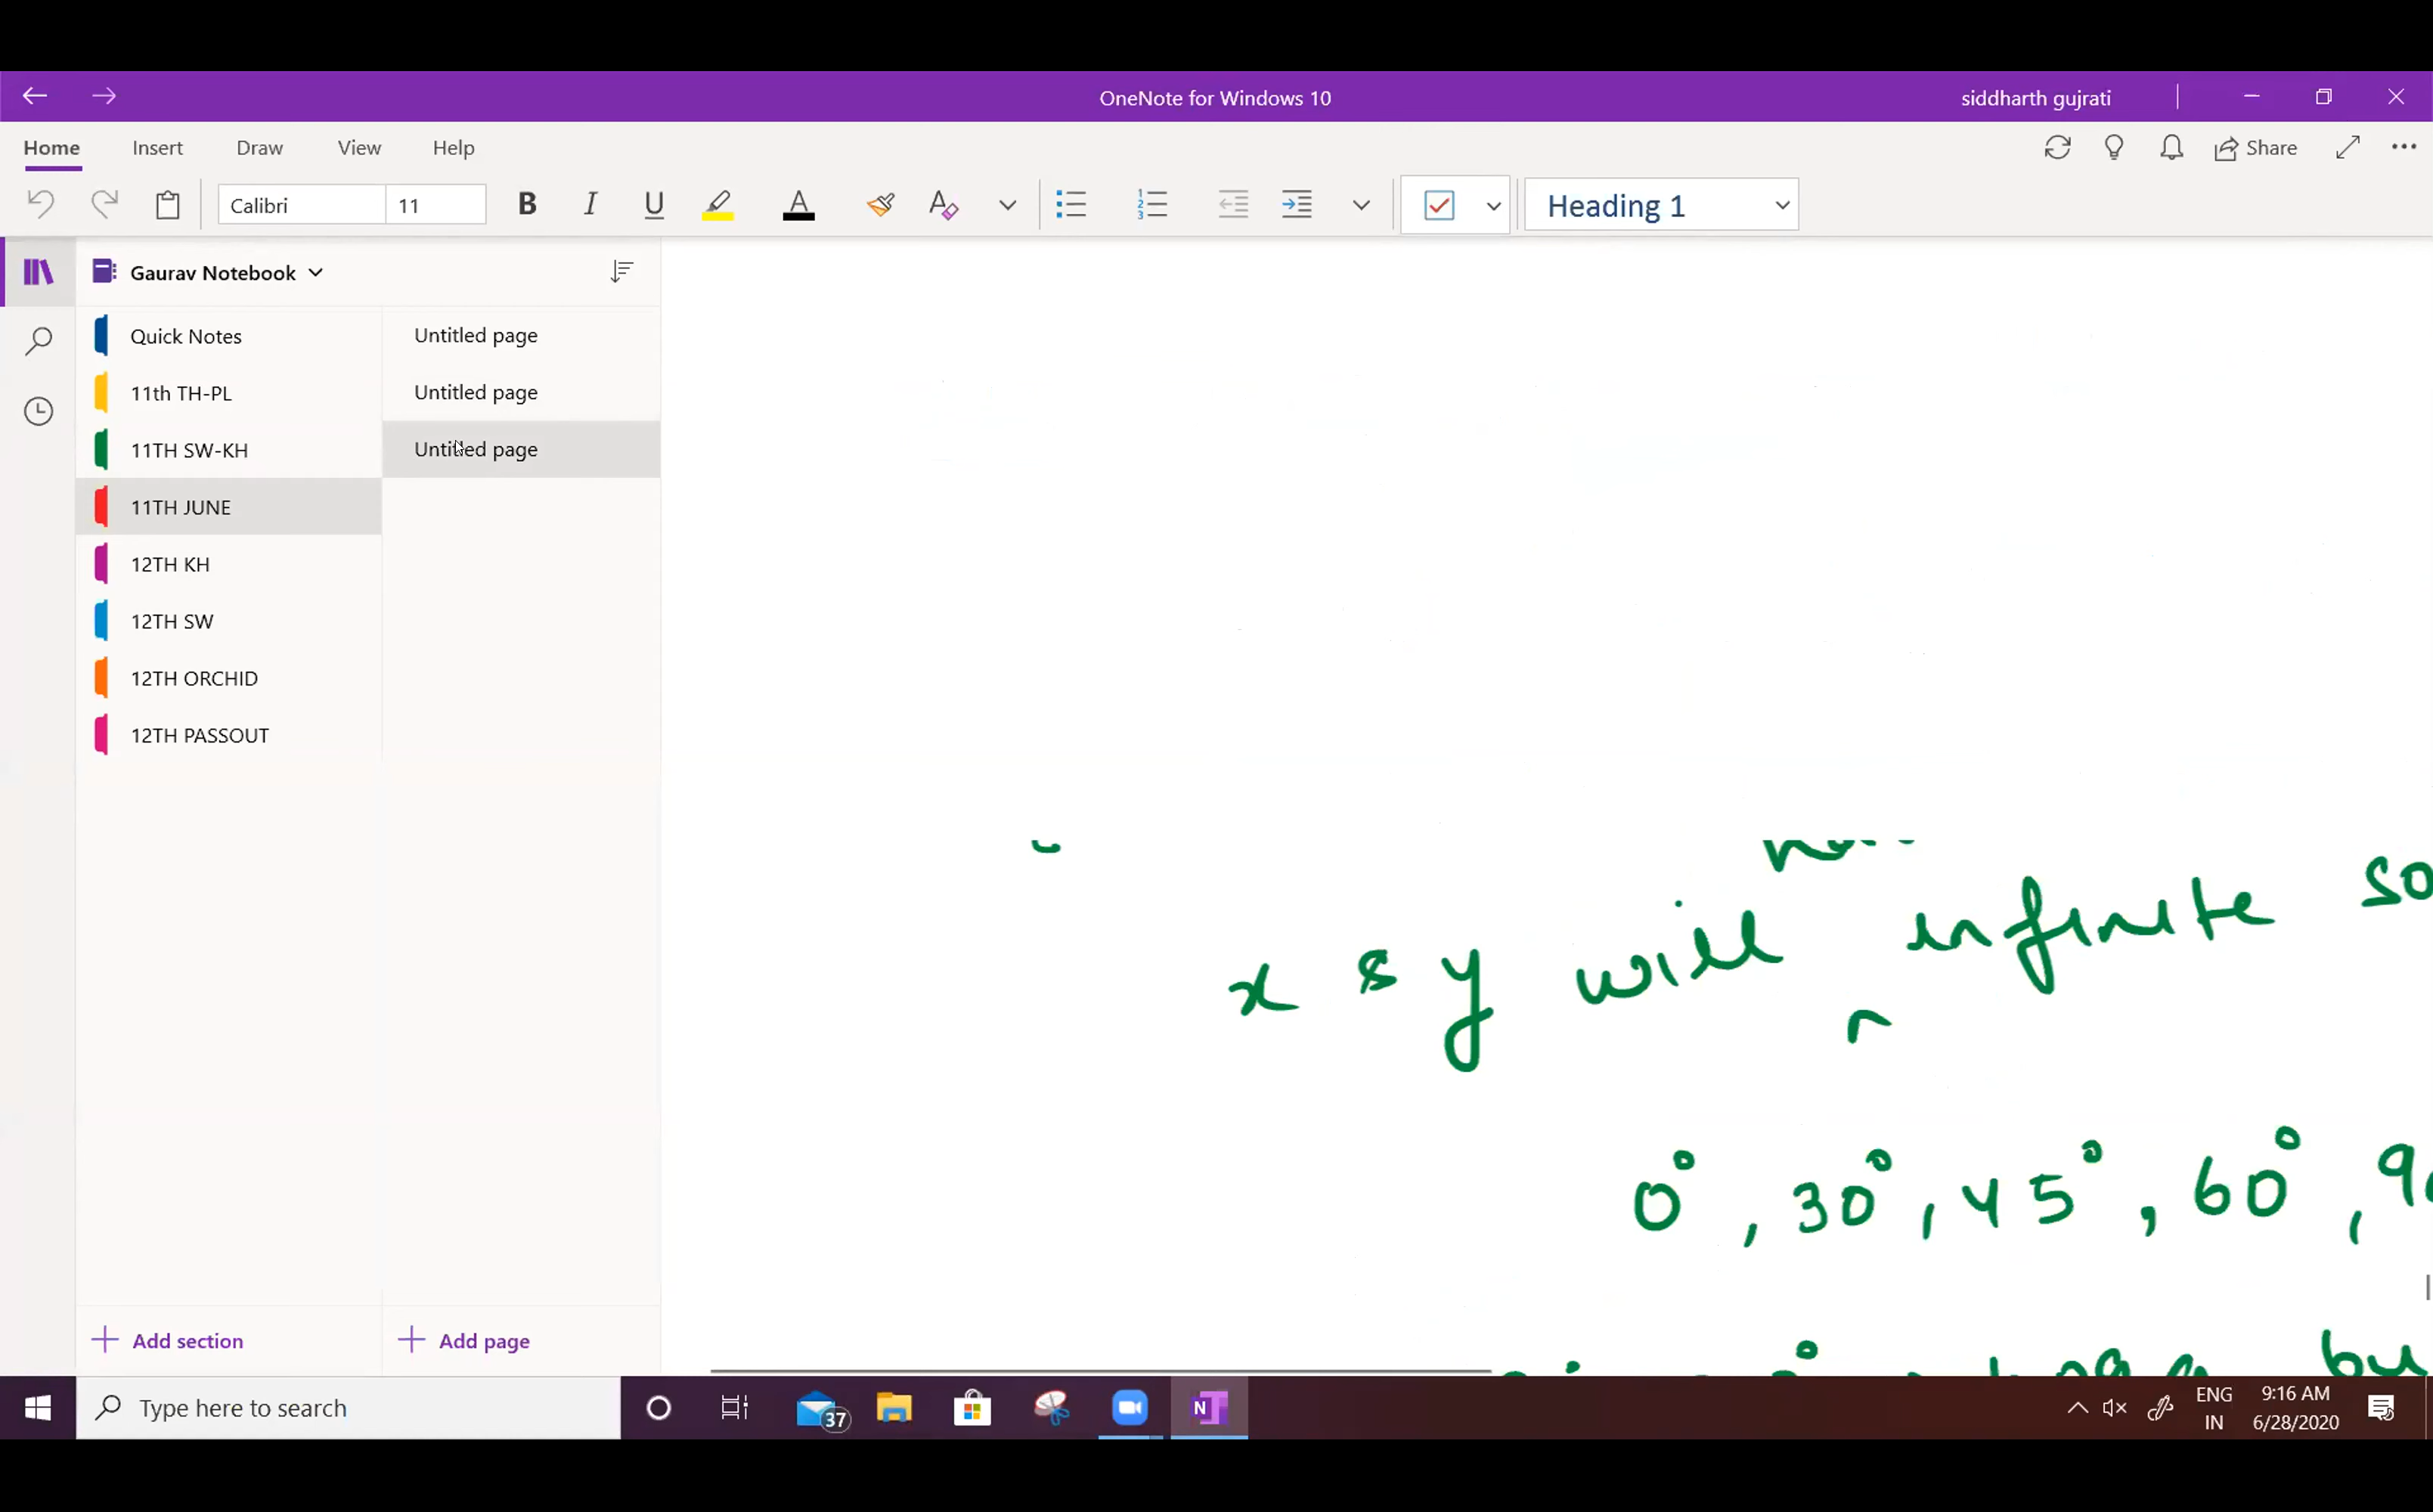 OneNote for Windows 10
siddharth gujrati
Home Insert Draw View Help
Share
Calibri 11 B I U A A Heading 1
Gaurav Notebook
Quick Notes
11th TH-PL
11TH SW-KH
11TH JUNE
12TH KH
12TH SW
12TH ORCHID
12TH PASSOUT
Untitled page
Untitled page
Untitled page
x & y will infinite so
0°, 30°, 45°, 60°, 90
Add section
Add page
Type here to search
37
N
ENG
IN
9:16 AM
6/28/2020